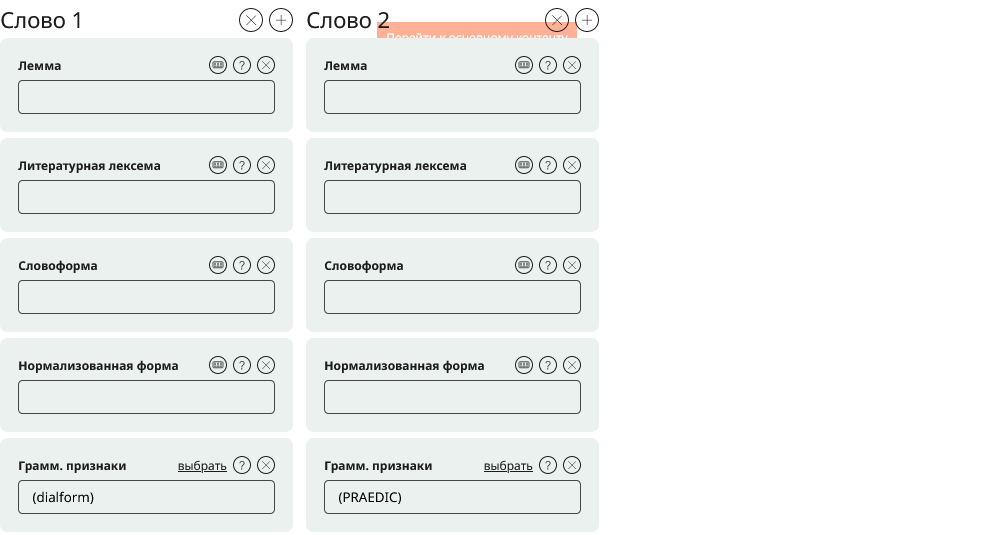 Слово 1
Слово 2
Перейти к основному контенту
Лемма ?
Лемма ?
Литературная лексема ?
Литературная лексема ?
Словоформа ?
Словоформа ?
Нормализованная форма ?
Нормализованная форма ?
Грамм. признаки выбрать ?
Грамм. признаки выбрать ?
(dialform)
(PRAEDIC)